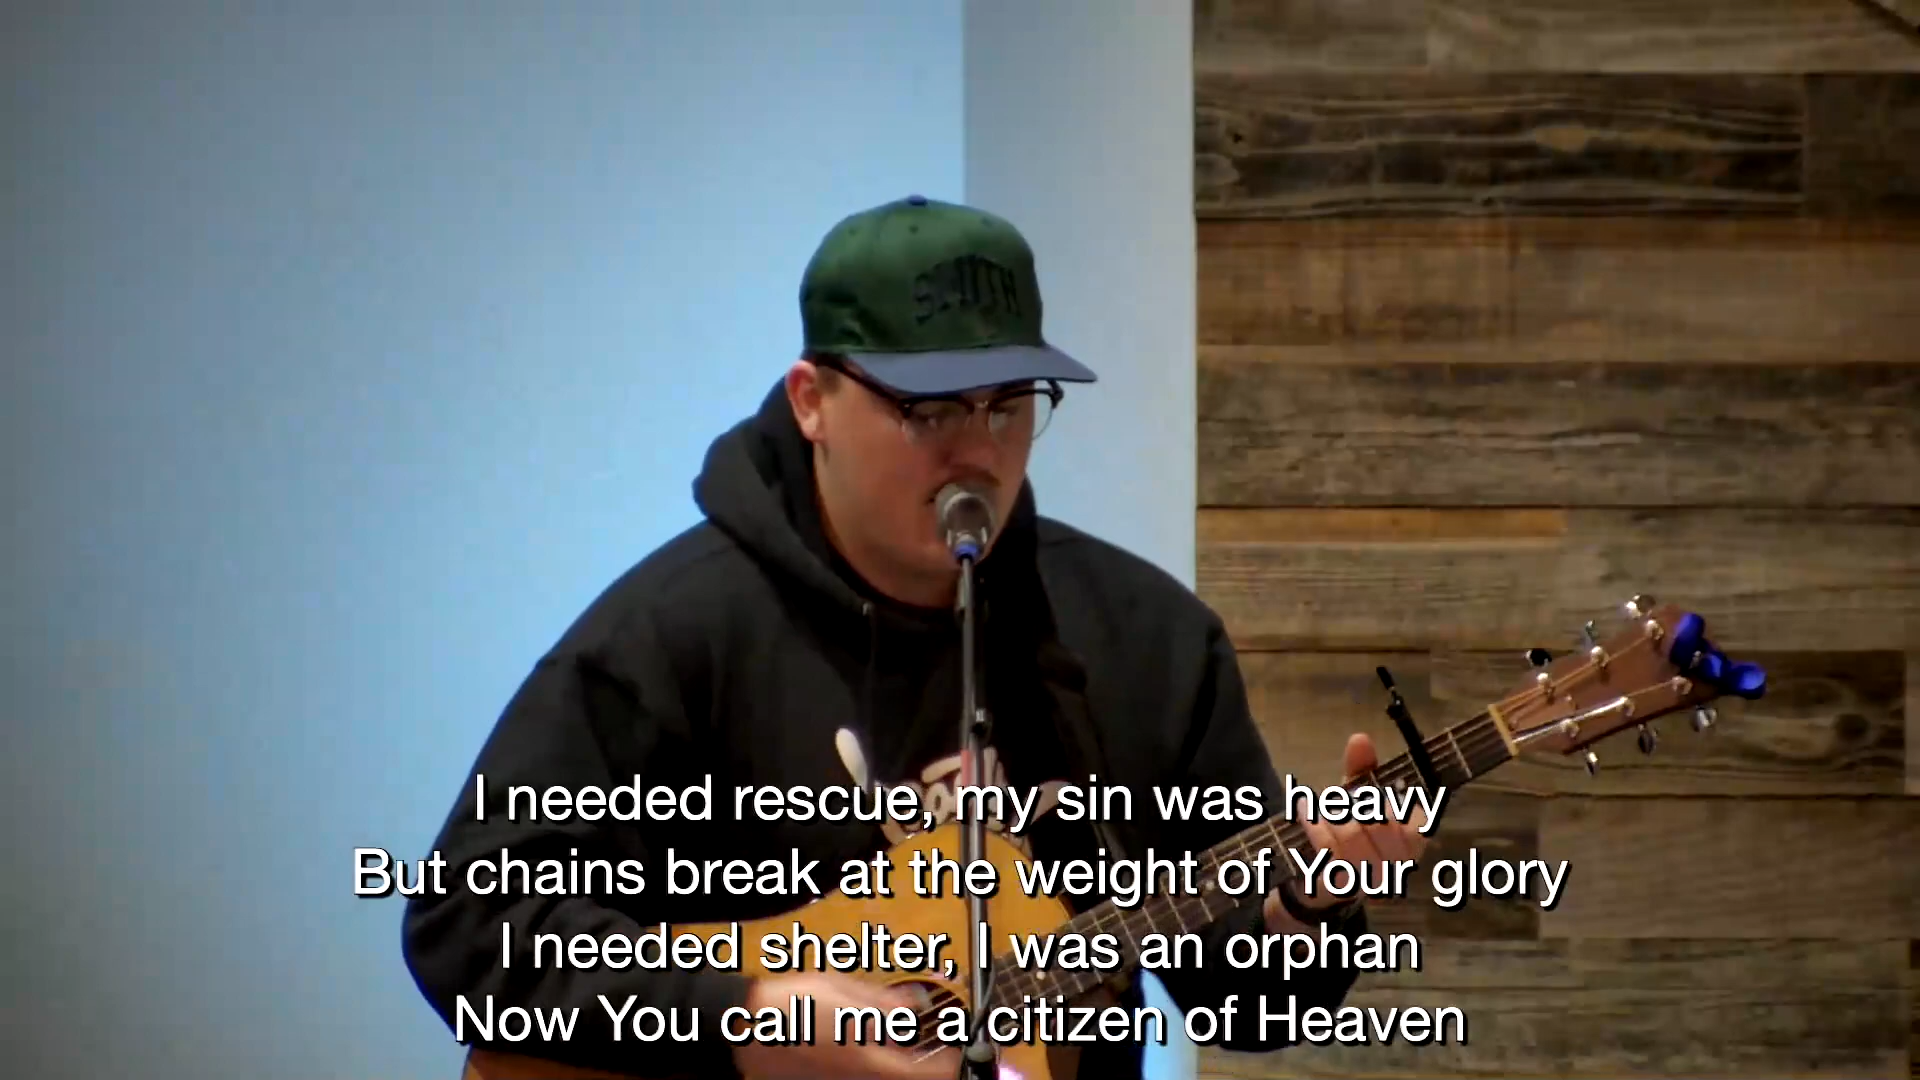 SMITH
I needed rescue, my sin was heavy
But chains break at the weight of Your glory
I needed shelter, I was an orphan
Now You call me a citizen of Heaven